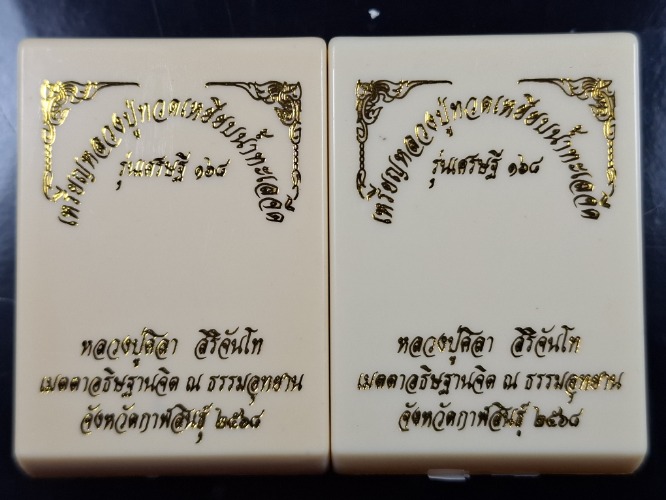 เหรียญหลวงปู่ทวดเหยียบน้ำทะเลจืด
รุ่นเศรษฐี ๑๖๘
หลวงปู่ศิลา สิริจันโท
เมตตาอธิษฐานจิต ณ ธรรมอุทยาน
จังหวัดกาฬสินธุ์ ๒๕๖๘
เหรียญหลวงปู่ทวดเหยียบน้ำทะเลจืด
รุ่นเศรษฐี ๑๖๘
หลวงปู่ศิลา สิริจันโท
เมตตาอธิษฐานจิต ณ ธรรมอุทยาน
จังหวัดกาฬสินธุ์ ๒๕๖๘